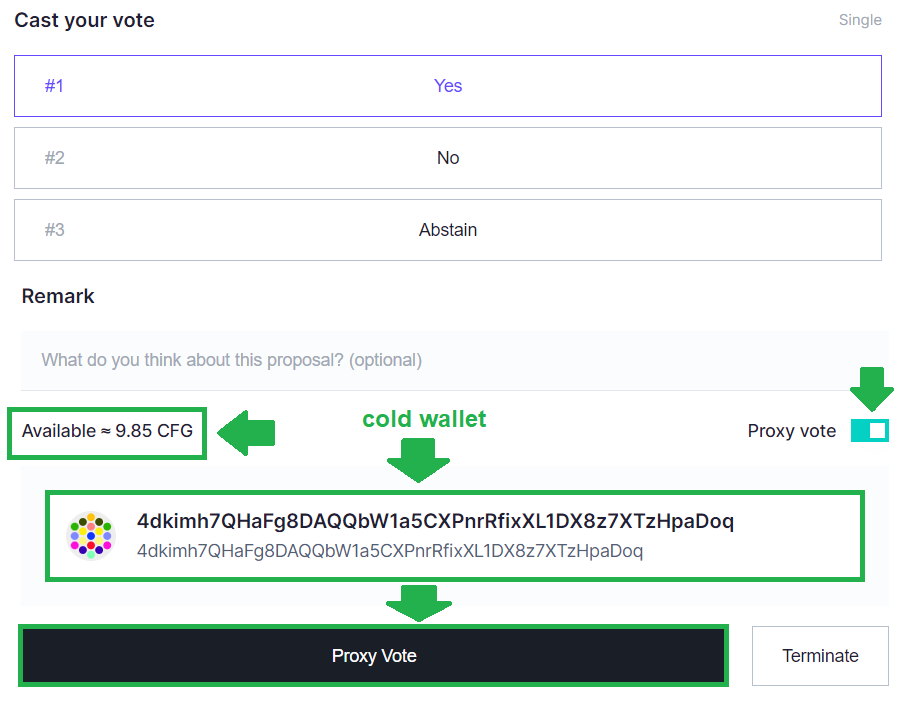 Cast your vote
Single
#1
Yes
#2
No
#3
Abstain
Remark
What do you think about this proposal? (optional)
Available ≈ 9.85 CFG
cold wallet
Proxy vote
4dkimh7QHaFg8DAQQbW1a5CXPnrRfixXL1DX8z7XTzHpaDoq
4dkimh7QHaFg8DAQQbW1a5CXPnrRfixXL1DX8z7XTzHpaDoq
Proxy Vote
Terminate